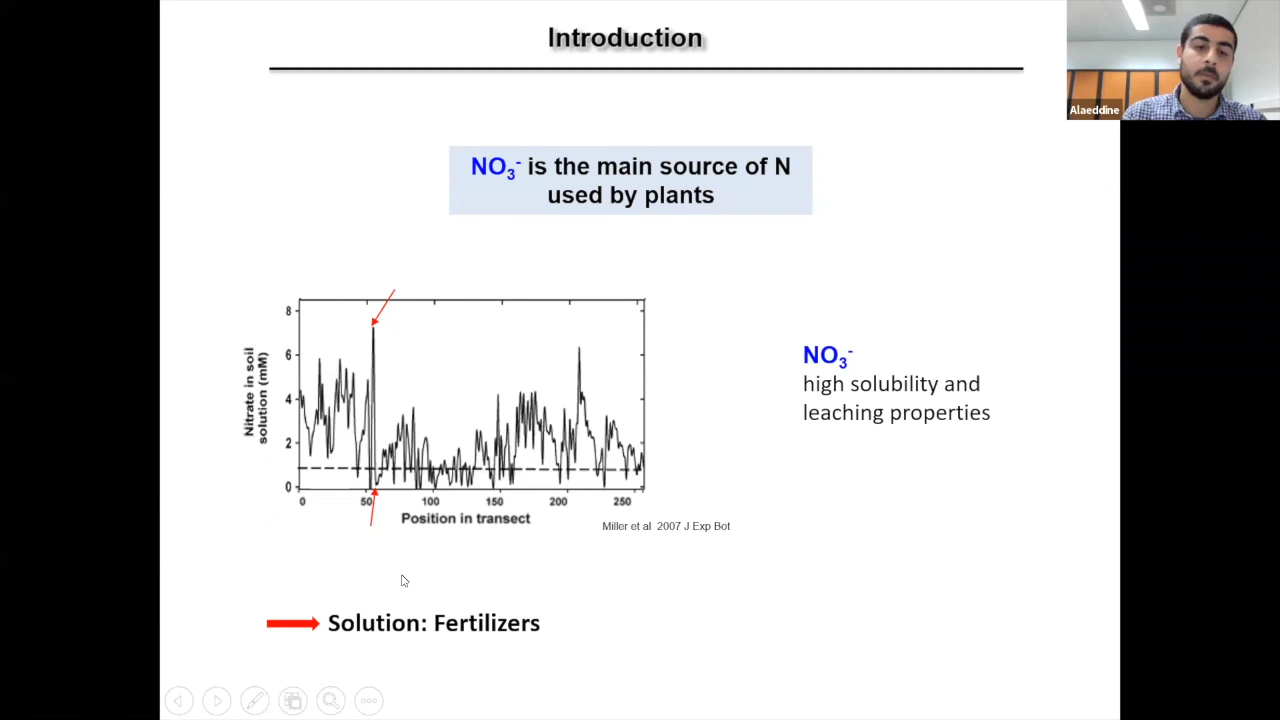 Introduction
Alaeddine
NO3- is the main source of N
used by plants
Nitrate in soil
solution (mM)
8
6
4
2
0
0 50 100 150 200 250
Position in transect
Miller et al 2007 J Exp Bot
NO3-
high solubility and
leaching properties
Solution: Fertilizers